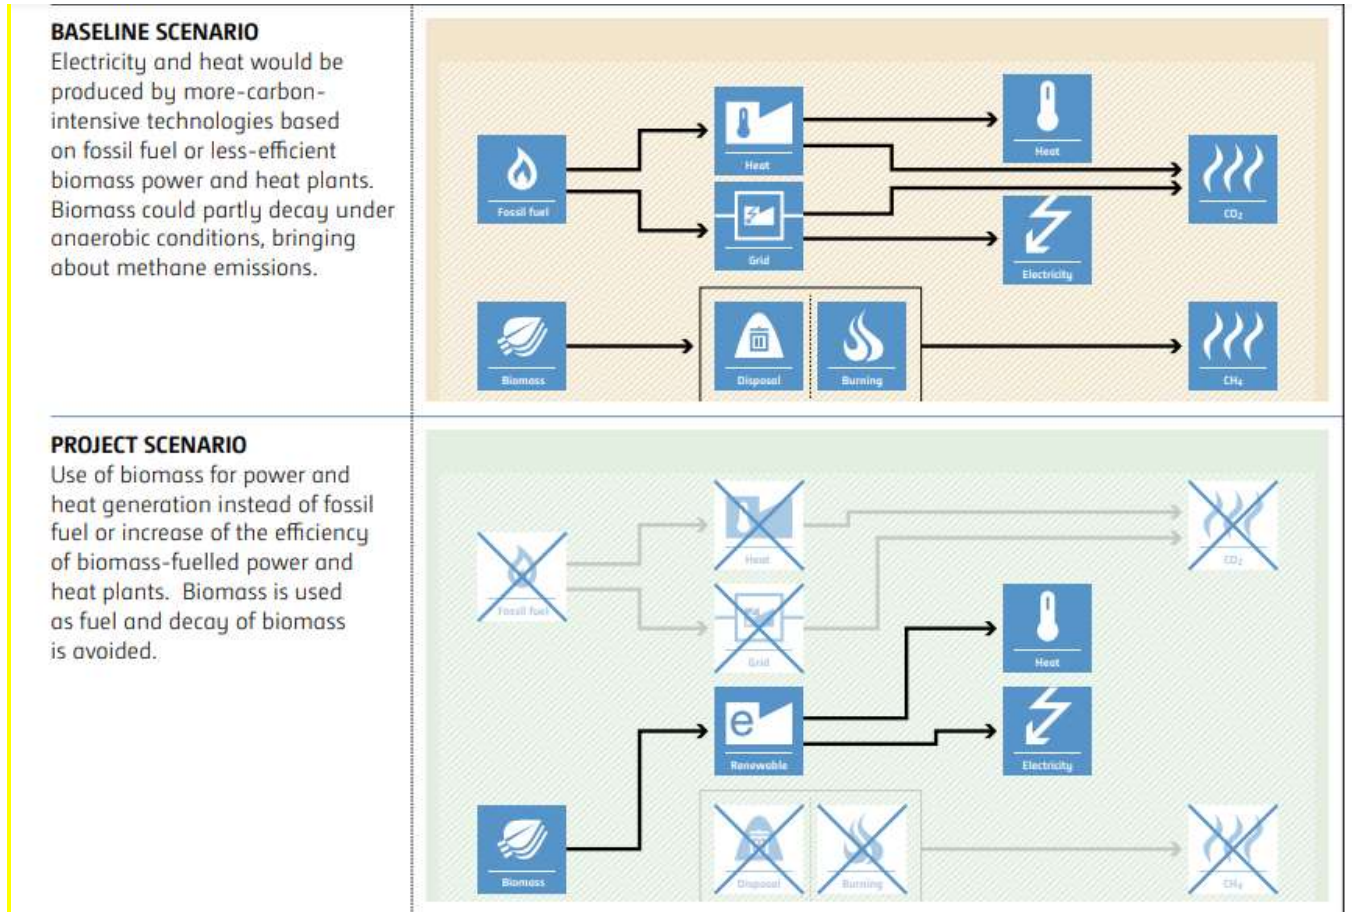 BASELINE SCENARIO
Electricity and heat would be
produced by more-carbon-
intensive technologies based
on fossil fuel or less-efficient
biomass power and heat plants.
Biomass could partly decay under
anaerobic conditions, bringing
about methane emissions.
Fossil fuel
Heat
Grid
Heat
Electricity
CO₂
Biomass
Disposal
Burning
CH₄
PROJECT SCENARIO
Use of biomass for power and
heat generation instead of fossil
fuel or increase of the efficiency
of biomass-fuelled power and
heat plants. Biomass is used
as fuel and decay of biomass
is avoided.
Fossil fuel
Heat
Grid
CO₂
Heat
e
Renewable
Electricity
Biomass
Disposal
Burning
CH₄